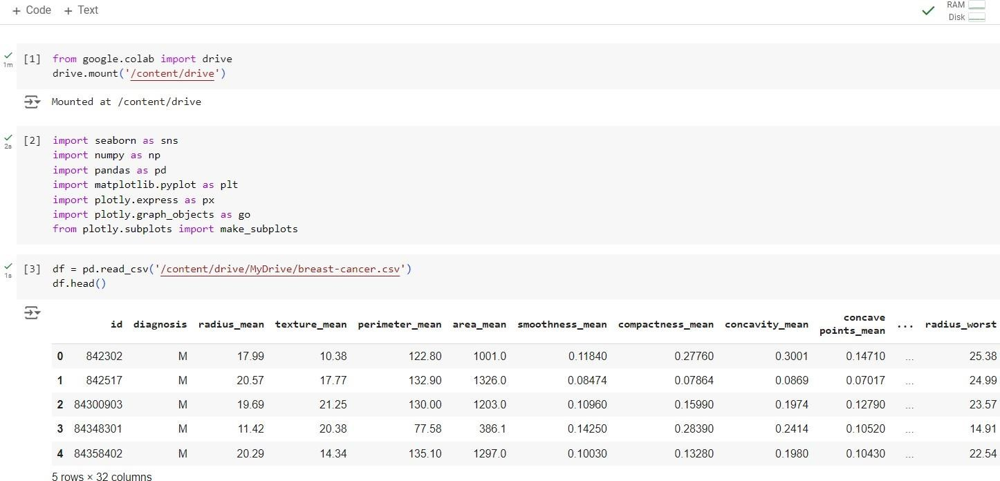 + Code + Text
RAM
Disk
1m
[1] from google.colab import drive
drive.mount('/content/drive')
Mounted at /content/drive
2s
[2] import seaborn as sns
import numpy as np
import pandas as pd
import matplotlib.pyplot as plt
import plotly.express as px
import plotly.graph_objects as go
from plotly.subplots import make_subplots
1s
[3] df = pd.read_csv('/content/drive/MyDrive/breast-cancer.csv')
df.head()
id diagnosis radius_mean texture_mean perimeter_mean area_mean smoothness_mean compactness_mean concavity_mean concave points_mean ... radius_worst
0 842302 M 17.99 10.38 122.80 1001.0 0.11840 0.27760 0.3001 0.14710 ... 25.38
1 842517 M 20.57 17.77 132.90 1326.0 0.08474 0.07864 0.0869 0.07017 ... 24.99
2 84300903 M 19.69 21.25 130.00 1203.0 0.10960 0.15990 0.1974 0.12790 ... 23.57
3 84348301 M 11.42 20.38 77.58 386.1 0.14250 0.28390 0.2414 0.10520 ... 14.91
4 84358402 M 20.29 14.34 135.10 1297.0 0.10030 0.13280 0.1980 0.10430 ... 22.54
5 rows × 32 columns